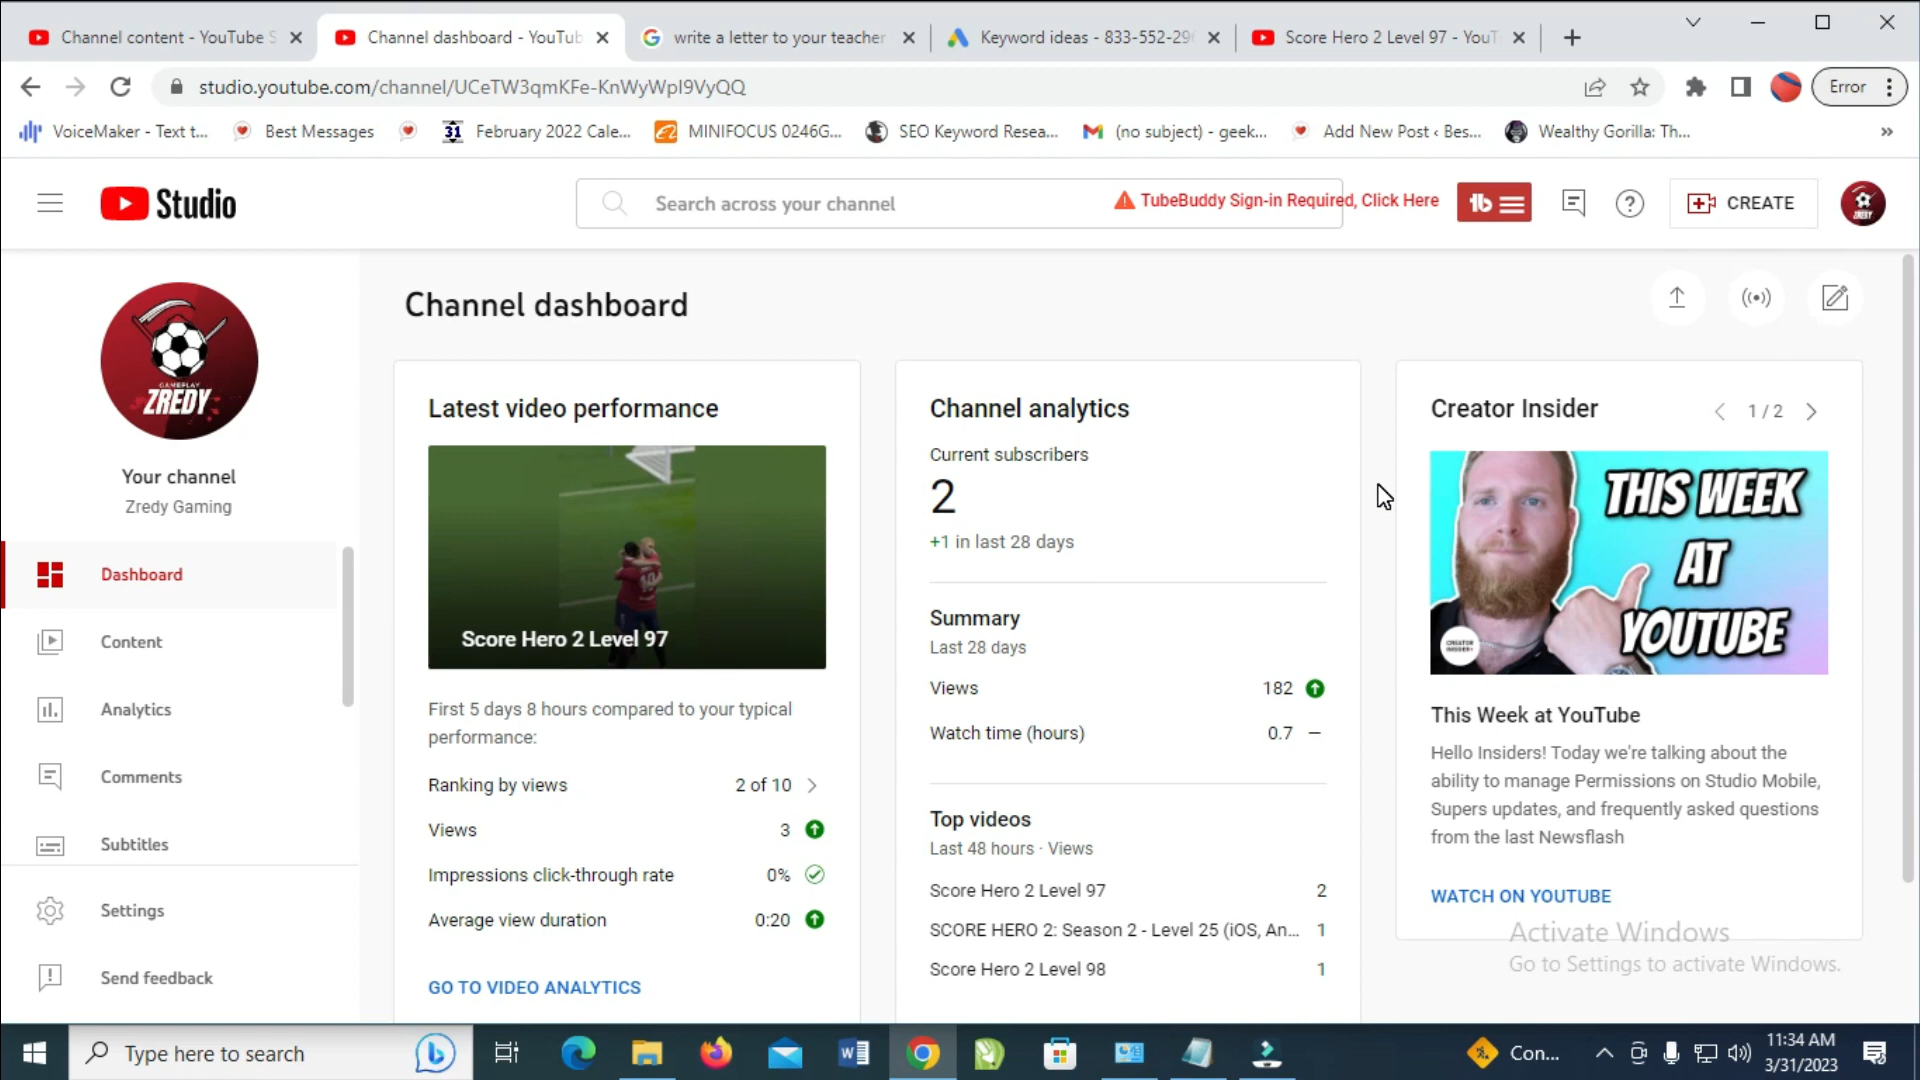 Channel content - YouTube S
Channel dashboard - YouTub
write a letter to your teacher
Keyword ideas - 833-552-29
Score Hero 2 Level 97 - YouT
studio.youtube.com/channel/UCeTW3qmKFe-KnWyWpI9VyQQ
Error
VoiceMaker - Text t...
Best Messages
31
February 2022 Cale...
MINIFOCUS 0246G...
SEO Keyword Resea...
(no subject) - geek...
Add New Post ‹ Bes...
Wealthy Gorilla: Th...
»
Studio
Search across your channel
TubeBuddy Sign-in Required, Click Here
tb
CREATE
Channel dashboard
GAMEPLAY
ZREDY
Your channel
Zredy Gaming
Dashboard
Content
Analytics
Comments
Subtitles
Settings
Send feedback
Latest video performance
Score Hero 2 Level 97
First 5 days 8 hours compared to your typical
performance:
Ranking by views 2 of 10
Views 3
Impressions click-through rate 0%
Average view duration 0:20
GO TO VIDEO ANALYTICS
Channel analytics
Current subscribers
2
+1 in last 28 days
Summary
Last 28 days
Views 182
Watch time (hours) 0.7 —
Top videos
Last 48 hours · Views
Score Hero 2 Level 97 2
SCORE HERO 2: Season 2 - Level 25 (iOS, An... 1
Score Hero 2 Level 98 1
Creator Insider
1 / 2
THIS WEEK
AT
YOUTUBE
CREATOR
INSIDER
This Week at YouTube
Hello Insiders! Today we're talking about the
ability to manage Permissions on Studio Mobile,
Supers updates, and frequently asked questions
from the last Newsflash
WATCH ON YOUTUBE
Activate Windows
Go to Settings to activate Windows.
Type here to search
Con...
11:34 AM
3/31/2023